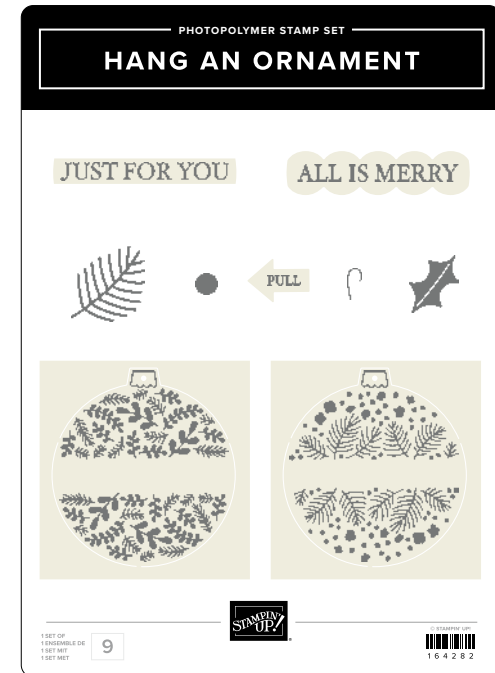 PHOTOPOLYMER STAMP SET
HANG AN ORNAMENT
JUST FOR YOU
ALL IS MERRY
PULL
STAMPIN' UP!
1 SET OF
1 ENSEMBLE DE
1 SET MIT
1 SET MET
9
© STAMPIN' UP!
164282